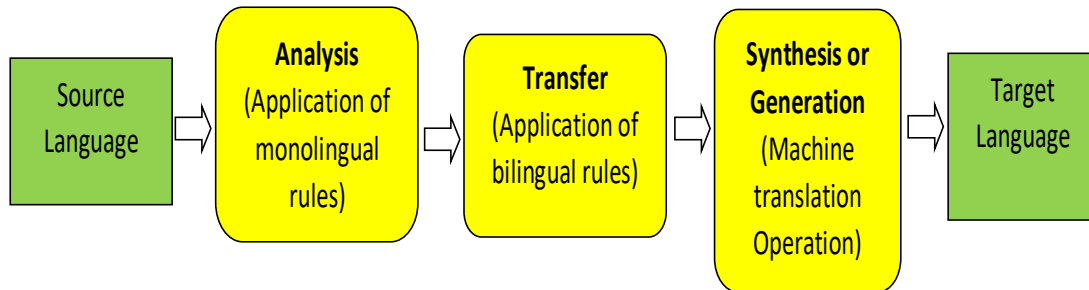 Source
Language
Analysis
(Application of
monolingual
rules)
Transfer
(Application of
bilingual rules)
Synthesis or
Generation
(Machine
translation
Operation)
Target
Language